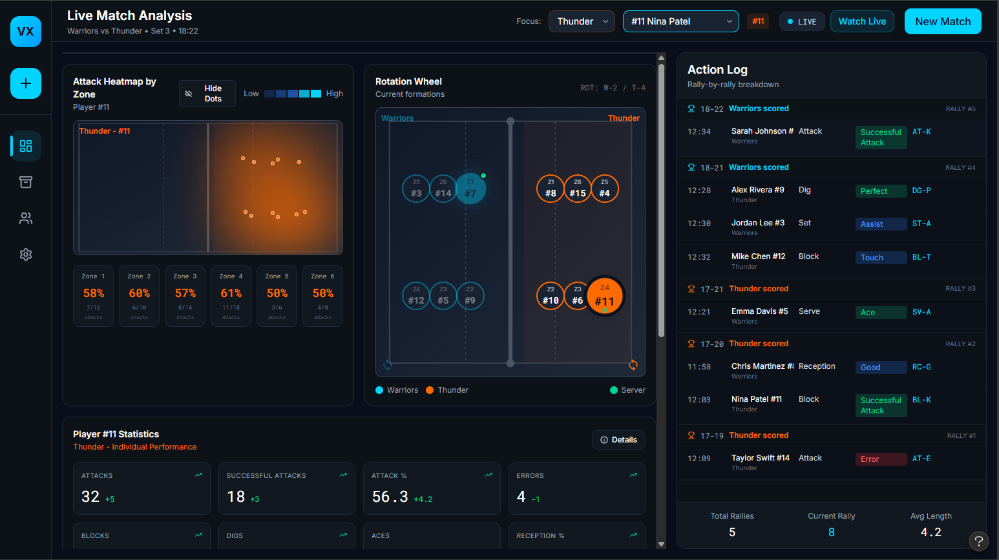 VX
Live Match Analysis
Warriors vs Thunder • Set 3 • 18:22
Focus:
Thunder
#11 Nina Patel
#11
LIVE
Watch Live
New Match
Attack Heatmap by
Zone
Player #11
Hide
Dots
Low
High
Thunder - #11
Zone 1
58%
7/12
attacks
Zone 2
60%
6/10
attacks
Zone 3
57%
8/14
attacks
Zone 4
61%
11/18
attacks
Zone 5
50%
3/6
attacks
Zone 6
50%
4/8
attacks
Rotation Wheel
Current formations
ROT: W-2 / T-4
Warriors
Thunder
Z5
#3
Z6
#14
Z1
#7
Z1
#8
Z6
#15
Z5
#4
Z4
#12
Z3
#5
Z2
#9
Z2
#10
Z3
#6
Z4
#11
Warriors
Thunder
Server
Player #11 Statistics
Thunder - Individual Performance
Details
ATTACKS
32 +5
SUCCESSFUL ATTACKS
18 +3
ATTACK %
56.3 +4.2
ERRORS
4 -1
BLOCKS
DIGS
ACES
RECEPTION %
Action Log
Rally-by-rally breakdown
18-22 Warriors scored RALLY #5
12:34 Sarah Johnson # Attack Successful Attack AT-K
Warriors
18-21 Warriors scored RALLY #4
12:28 Alex Rivera #9 Dig Perfect DG-P
Thunder
12:30 Jordan Lee #3 Set Assist ST-A
Warriors
12:32 Mike Chen #12 Block Touch BL-T
Thunder
17-21 Thunder scored RALLY #3
12:21 Emma Davis #5 Serve Ace SV-A
Warriors
17-20 Thunder scored RALLY #2
11:58 Chris Martinez # Reception Good RC-G
Warriors
12:03 Nina Patel #11 Block Successful Attack BL-K
Thunder
17-19 Thunder scored RALLY #1
12:09 Taylor Swift #14 Attack Error AT-E
Thunder
Total Rallies
5
Current Rally
8
Avg Length
4.2
?